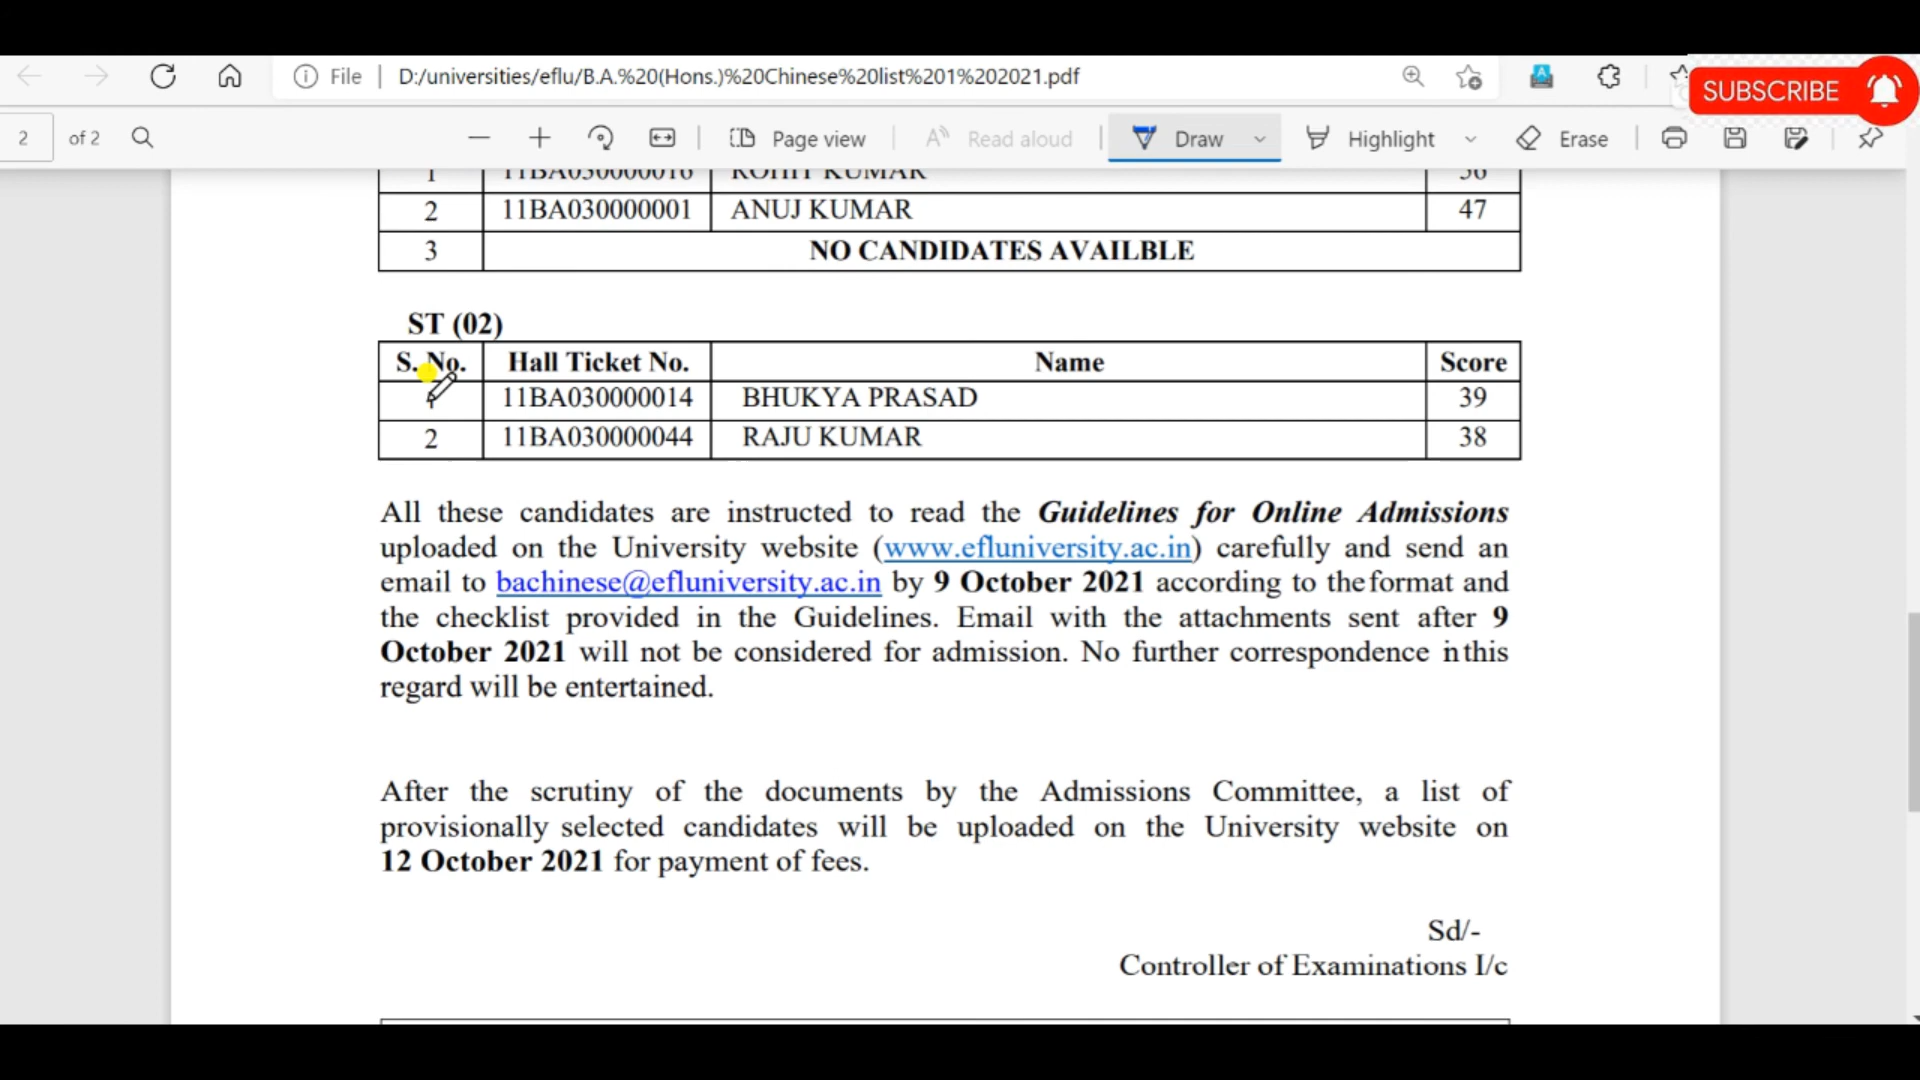 File D:/universities/eflu/B.A.%20(Hons.)%20Chinese%20list%201%202021.pdf
SUBSCRIBE
2 of 2 Page view Read aloud Draw Highlight Erase
1 11BA030000016 ROHIT KUMAR 56
2 11BA030000001 ANUJ KUMAR 47
3 NO CANDIDATES AVAILBLE
ST (02)
S. No. Hall Ticket No. Name Score
1 11BA030000014 BHUKYA PRASAD 39
2 11BA030000044 RAJU KUMAR 38
All these candidates are instructed to read the Guidelines for Online Admissions
uploaded on the University website (www.efluniversity.ac.in) carefully and send an
email to bachinese@efluniversity.ac.in by 9 October 2021 according to the format and
the checklist provided in the Guidelines. Email with the attachments sent after 9
October 2021 will not be considered for admission. No further correspondence in this
regard will be entertained.
After the scrutiny of the documents by the Admissions Committee, a list of
provisionally selected candidates will be uploaded on the University website on
12 October 2021 for payment of fees.
Sd/-
Controller of Examinations I/c